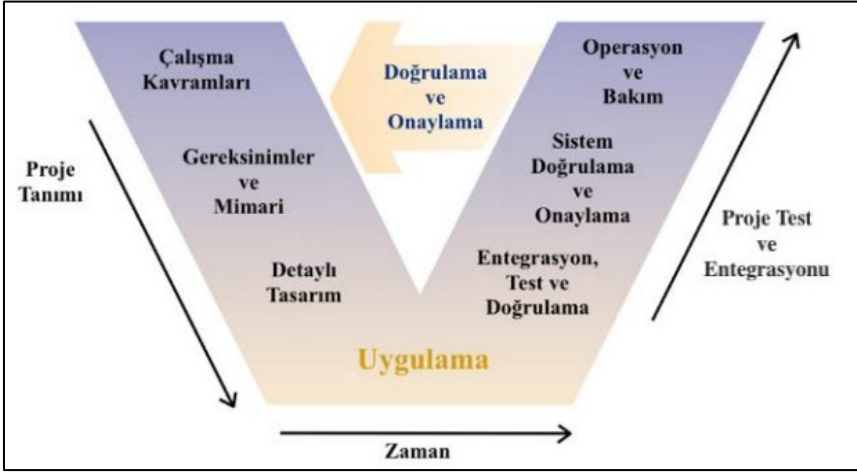 Çalışma
Kavramları
Gereksinimler
ve
Mimari
Detaylı
Tasarım
Proje
Tanımı
Doğrulama
ve
Onaylama
Operasyon
ve
Bakım
Sistem
Doğrulama
ve
Onaylama
Entegrasyon,
Test ve
Doğrulama
Proje Test
ve
Entegrasyonu
Uygulama
Zaman